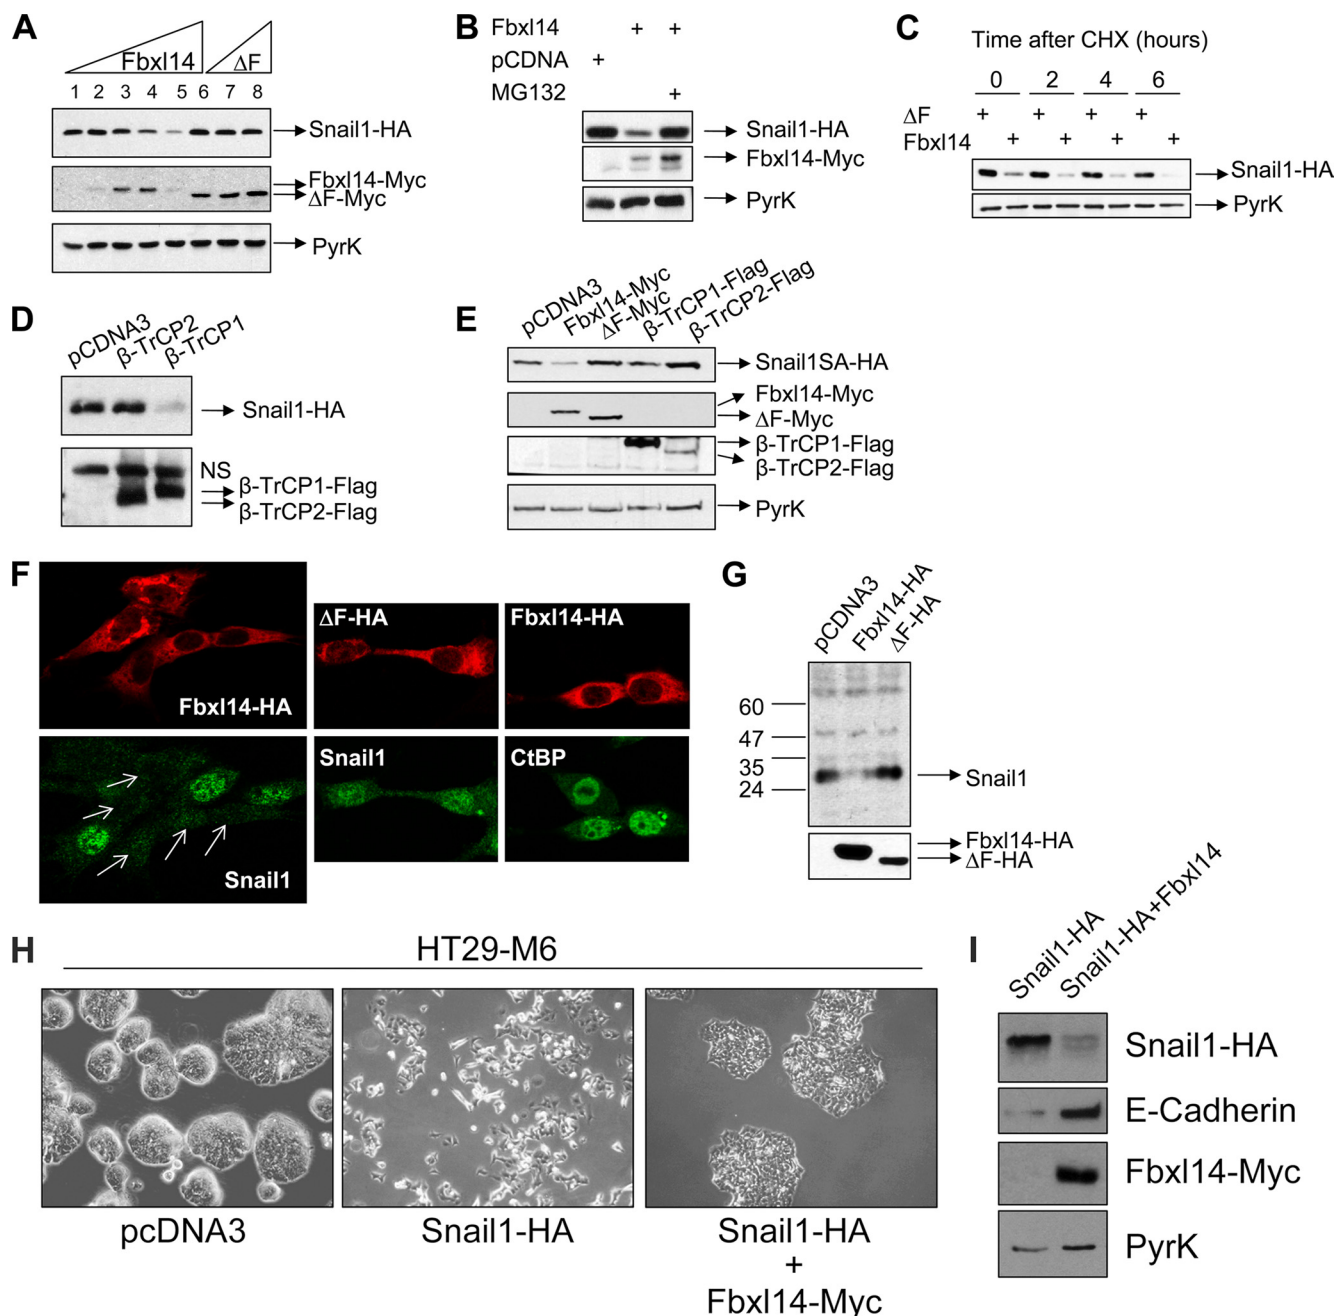 A
Fbxl14 ΔF
1 2 3 4 5 6 7 8
Snail1-HA
Fbxl14-Myc
ΔF-Myc
PyrK
B
Fbxl14 + +
pCDNA +
MG132 +
Snail1-HA
Fbxl14-Myc
PyrK
C
Time after CHX (hours)
0 2 4 6
ΔF + + + +
Fbxl14 + + + +
Snail1-HA
PyrK
D
pCDNA3
β-TrCP2
β-TrCP1
Snail1-HA
NS
β-TrCP1-Flag
β-TrCP2-Flag
E
pCDNA3
Fbxl14-Myc
ΔF-Myc
β-TrCP1-Flag
β-TrCP2-Flag
Snail1SA-HA
Fbxl14-Myc
ΔF-Myc
β-TrCP1-Flag
β-TrCP2-Flag
PyrK
F
Fbxl14-HA
ΔF-HA
Fbxl14-HA
Snail1
Snail1
CtBP
G
pCDNA3
Fbxl14-HA
ΔF-HA
60
47
35
24
Snail1
Fbxl14-HA
ΔF-HA
H
HT29-M6
pcDNA3
Snail1-HA
Snail1-HA
+
Fbxl14-Myc
I
Snail1-HA
Snail1-HA+Fbxl14
Snail1-HA
E-Cadherin
Fbxl14-Myc
PyrK